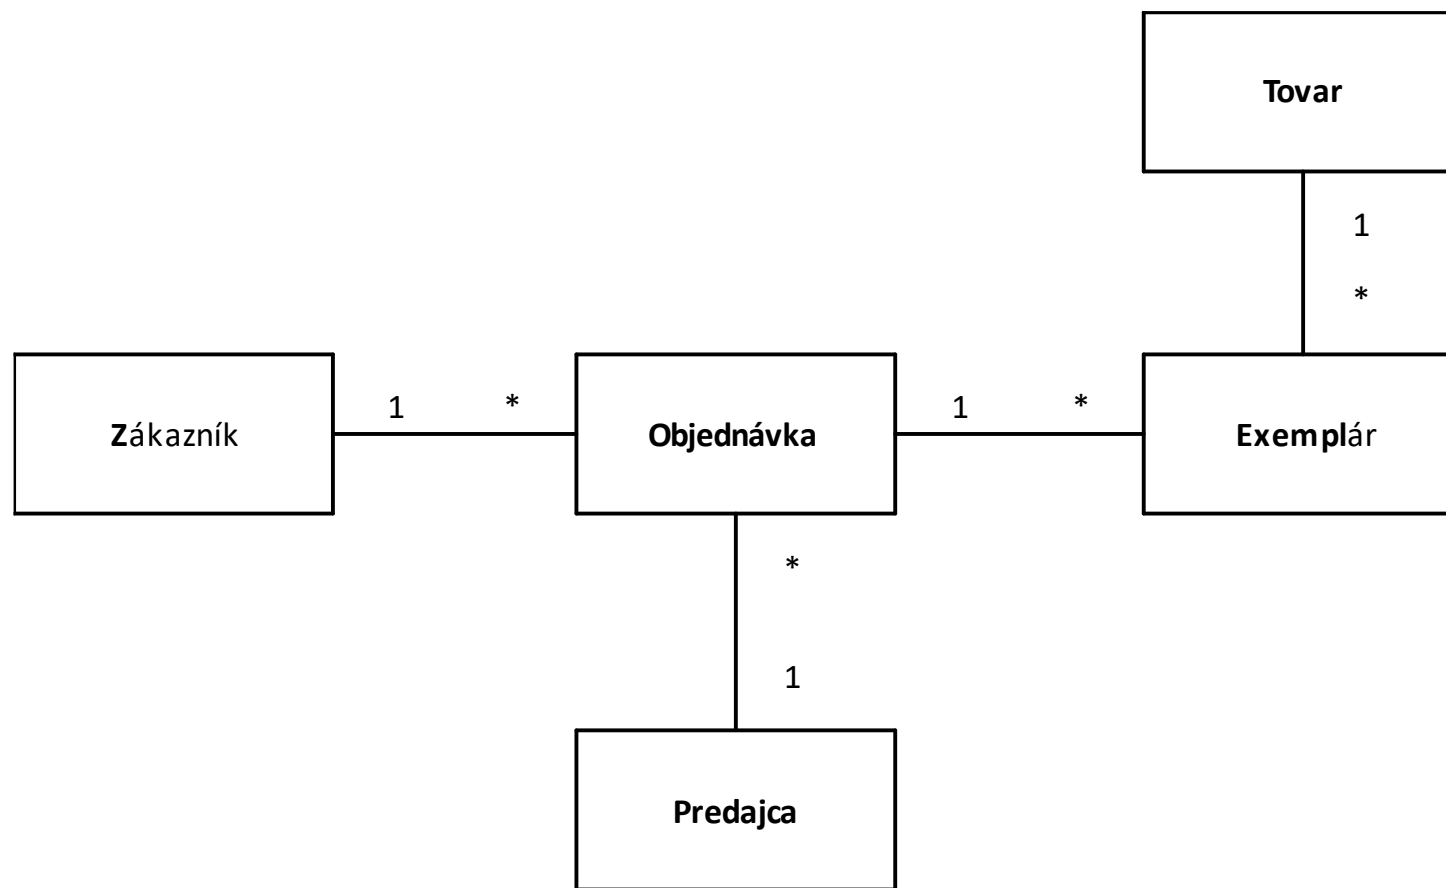 Tovar
1
*
Zákazník
1 *
Objednávka
1 *
Exemplár
*
1
Predajca